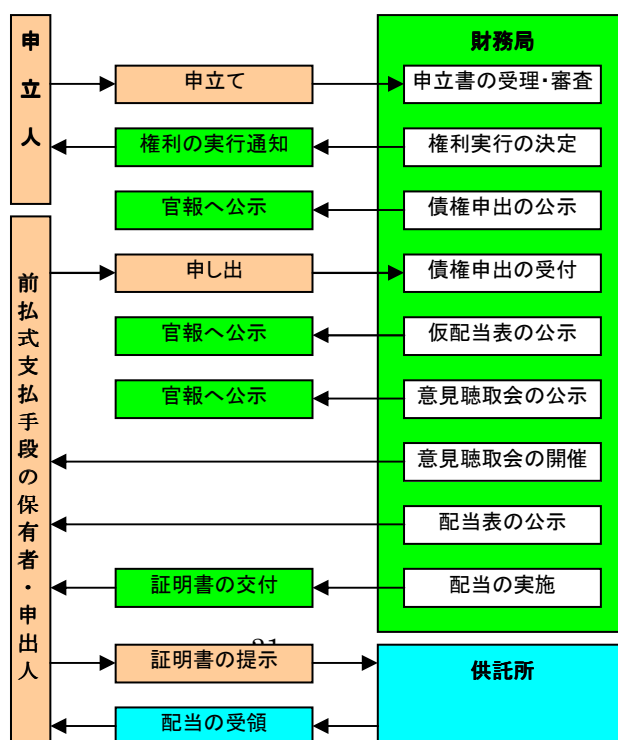 申立人
財務局
申立て
申立書の受理・審査
権利の実行通知
権利実行の決定
官報へ公示
債権申出の公示
前払式支払手段の保有者・申出人
申し出
債権申出の受付
官報へ公示
仮配当表の公示
官報へ公示
意見聴取会の公示
意見聴取会の開催
配当表の公示
証明書の交付
配当の実施
証明書の提示
供託所
配当の受領